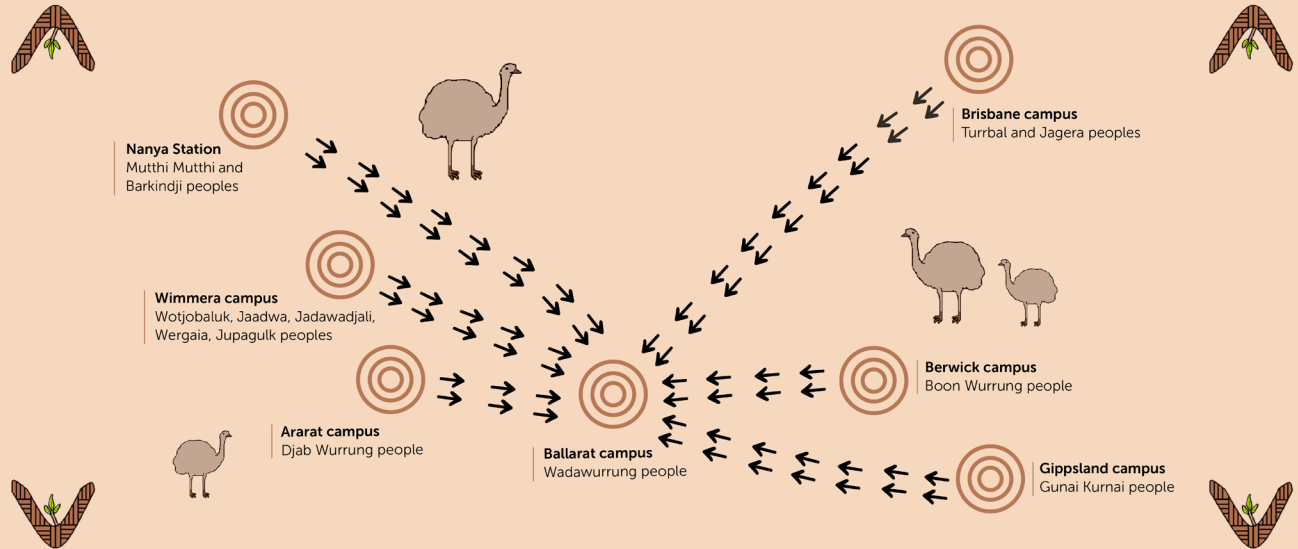 Nanya Station
Mutthi Mutthi and
Barkindji peoples
Brisbane campus
Turrbal and Jagera peoples
Wimmera campus
Wotjobaluk, Jaadwa, Jadawadjali,
Wergaia, Jupagulk peoples
Berwick campus
Boon Wurrung people
Ararat campus
Djab Wurrung people
Ballarat campus
Wadawurrung people
Gippsland campus
Gunai Kurnai people